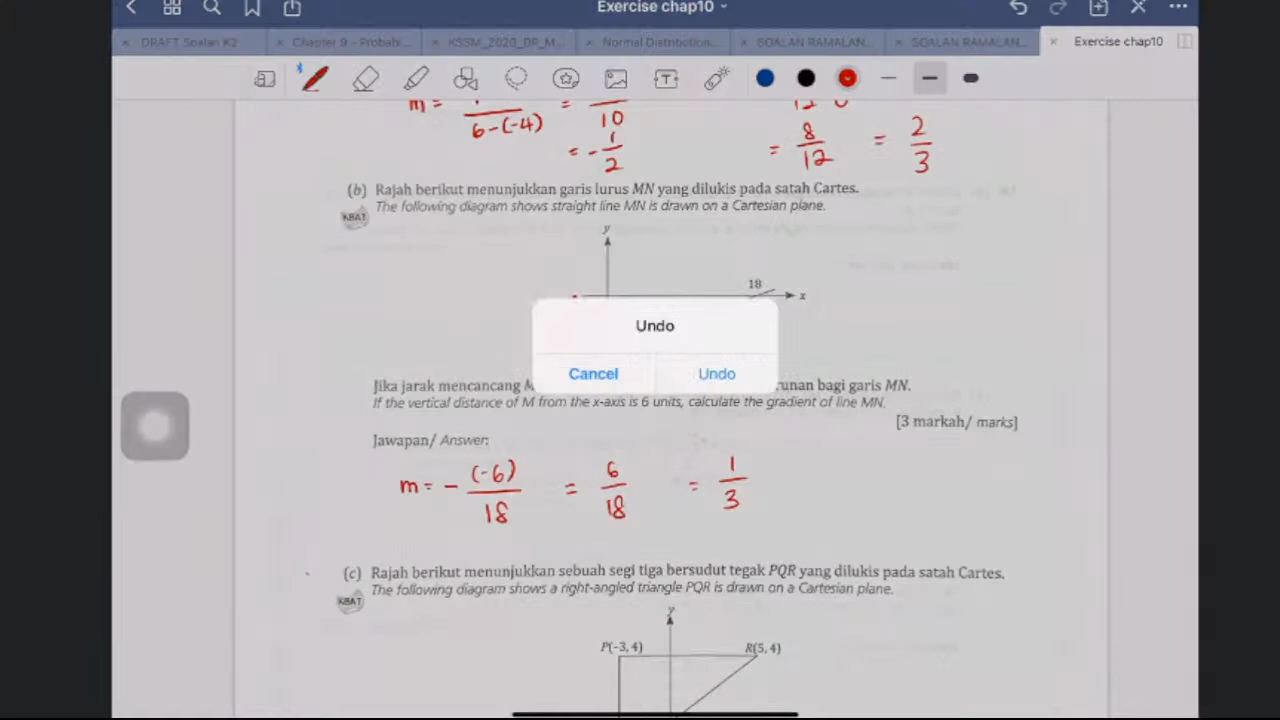 Exercise chap10
DRAFT Soalan K2
Chapter 9 - Probabi...
KSSM_2020_DP_M...
Normal Distribution...
SOALAN RAMALAN...
SOALAN RAMALAN...
Exercise chap10
m = 6-(-4) = 10
= - 1/2
= 8/12 = 2/3
(b) Rajah berikut menunjukkan garis lurus MN yang dilukis pada satah Cartes.
KBAT The following diagram shows straight line MN is drawn on a Cartesian plane.
y
18
x
Undo
Cancel Undo
Jika jarak mencancang bagi garis MN.
If the vertical distance of M from the x-axis is 6 units, calculate the gradient of line MN.
[3 markah/ marks]
Jawapan/ Answer:
m = - (-6)/18 = 6/18 = 1/3
(c) Rajah berikut menunjukkan sebuah segi tiga bersudut tegak PQR yang dilukis pada satah Cartes.
KBAT The following diagram shows a right-angled triangle PQR is drawn on a Cartesian plane.
y
P(-3, 4) R(5, 4)